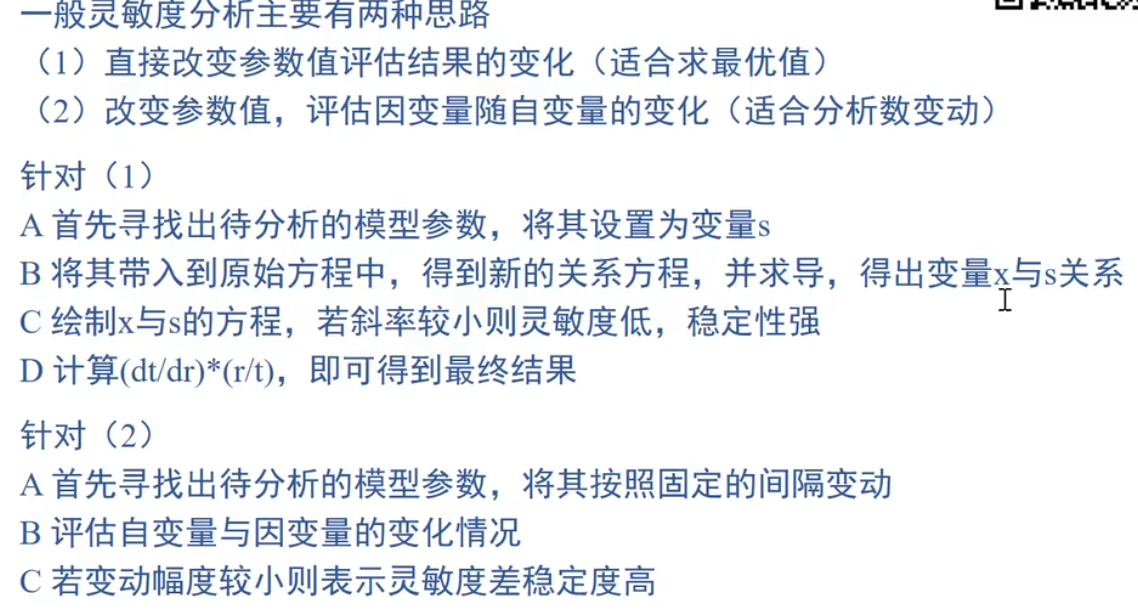 一般灵敏度分析主要有两种思路
（1）直接改变参数值评估结果的变化（适合求最优值）
（2）改变参数值，评估因变量随自变量的变化（适合分析数变动）
针对（1）
A 首先寻找出待分析的模型参数，将其设置为变量s
B 将其带入到原始方程中，得到新的关系方程，并求导，得出变量x与s关系
C 绘制x与s的方程，若斜率较小则灵敏度低，稳定性强
D 计算(dt/dr)*(r/t)，即可得到最终结果
针对（2）
A 首先寻找出待分析的模型参数，将其按照固定的间隔变动
B 评估自变量与因变量的变化情况
C 若变动幅度较小则表示灵敏度差稳定度高